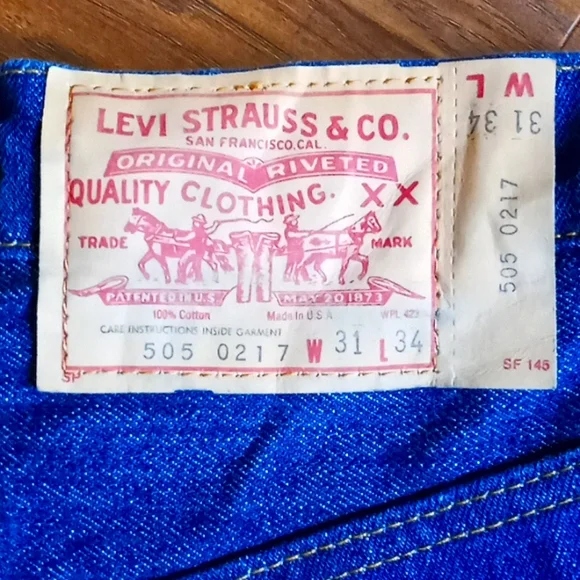 LEVI STRAUSS & CO.
SAN FRANCISCO, CAL.
ORIGINAL RIVETED
QUALITY CLOTHING. XX
TRADE MARK
PATENTED IN U.S. MAY 20 1873
100% Cotton Made in U.S.A. WPL 423
CARE INSTRUCTIONS INSIDE GARMENT
505 0217 W 31 L 34
SF
W L
31 34
505 0217
SF 145